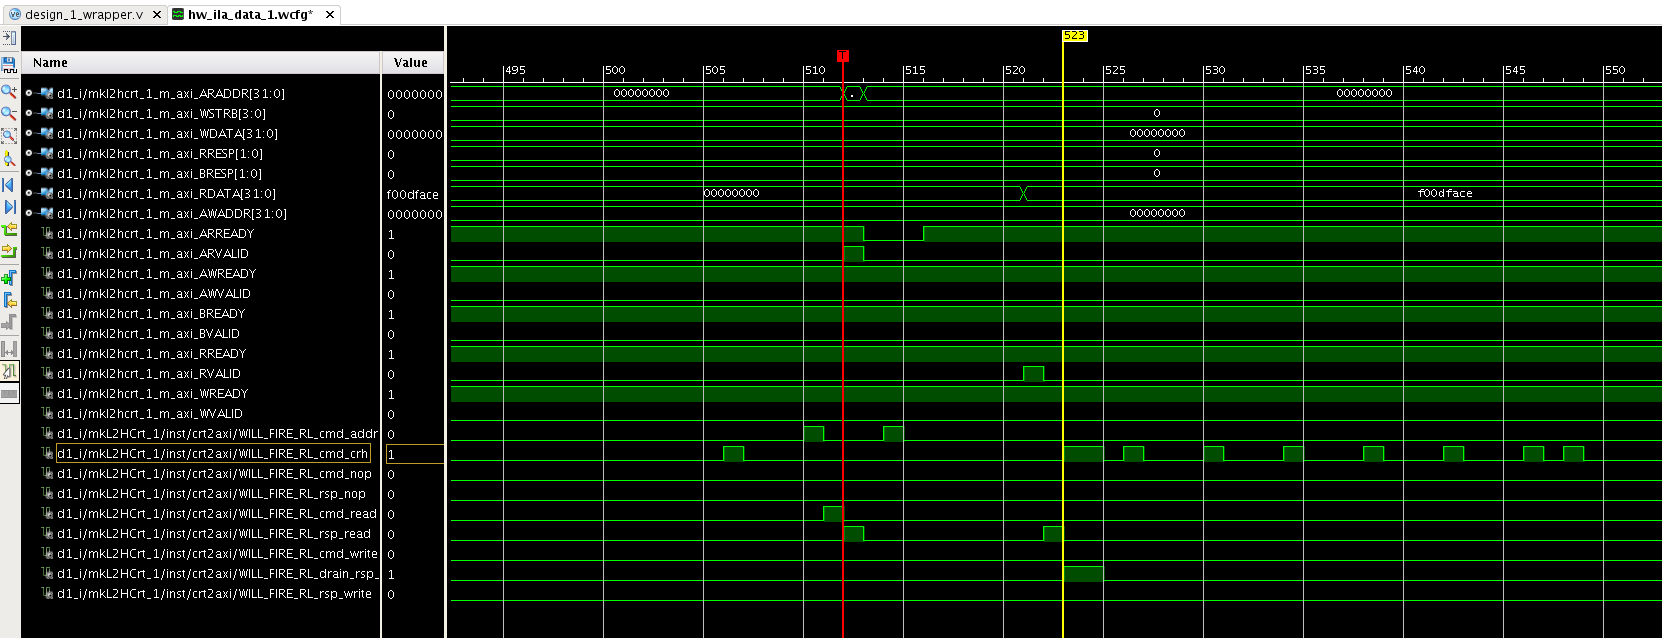 design_1_wrapper.v × hw_ila_data_1.wcfg* ×
523
T
Name Value 495 500 505 510 515 520 525 530 535 540 545 550
d1_i/mkl2hcrt_1_m_axi_ARADDR[31:0] 0000000 00000000 . 00000000
d1_i/mkl2hcrt_1_m_axi_WSTRB[3:0] 0 0
d1_i/mkl2hcrt_1_m_axi_WDATA[31:0] 0000000 00000000
d1_i/mkl2hcrt_1_m_axi_RRESP[1:0] 0 0
d1_i/mkl2hcrt_1_m_axi_BRESP[1:0] 0 0
d1_i/mkl2hcrt_1_m_axi_RDATA[31:0] f00dface 00000000 f00dface
d1_i/mkl2hcrt_1_m_axi_AWADDR[31:0] 0000000 00000000
d1_i/mkl2hcrt_1_m_axi_ARREADY 1
d1_i/mkl2hcrt_1_m_axi_ARVALID 0
d1_i/mkl2hcrt_1_m_axi_AWREADY 1
d1_i/mkl2hcrt_1_m_axi_AWVALID 0
d1_i/mkl2hcrt_1_m_axi_BREADY 1
d1_i/mkl2hcrt_1_m_axi_BVALID 0
d1_i/mkl2hcrt_1_m_axi_RREADY 1
d1_i/mkl2hcrt_1_m_axi_RVALID 0
d1_i/mkl2hcrt_1_m_axi_WREADY 1
d1_i/mkl2hcrt_1_m_axi_WVALID 0
d1_i/mkL2HCrt_1/inst/crt2axi/WILL_FIRE_RL_cmd_addr 0
d1_i/mkL2HCrt_1/inst/crt2axi/WILL_FIRE_RL_cmd_crh 1
d1_i/mkL2HCrt_1/inst/crt2axi/WILL_FIRE_RL_cmd_nop 0
d1_i/mkL2HCrt_1/inst/crt2axi/WILL_FIRE_RL_rsp_nop 0
d1_i/mkL2HCrt_1/inst/crt2axi/WILL_FIRE_RL_cmd_read 0
d1_i/mkL2HCrt_1/inst/crt2axi/WILL_FIRE_RL_rsp_read 0
d1_i/mkL2HCrt_1/inst/crt2axi/WILL_FIRE_RL_cmd_write 0
d1_i/mkL2HCrt_1/inst/crt2axi/WILL_FIRE_RL_drain_rsp_ 1
d1_i/mkL2HCrt_1/inst/crt2axi/WILL_FIRE_RL_rsp_write 0